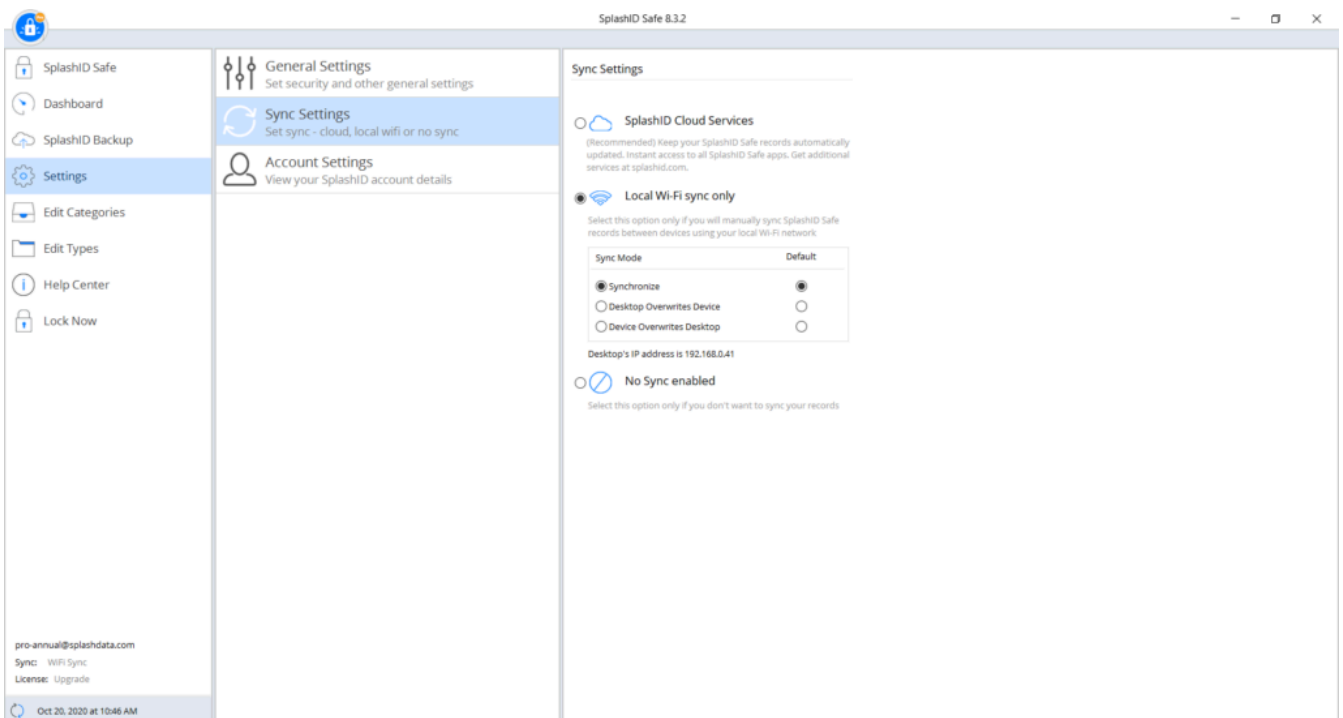 SplashID Safe 8.3.2
SplashID Safe
Dashboard
SplashID Backup
Settings
Edit Categories
Edit Types
Help Center
Lock Now
pro-annual@splashdata.com
Sync: WiFi Sync
License: Upgrade
Oct 20, 2020 at 10:46 AM
General Settings
Set security and other general settings
Sync Settings
Set sync - cloud, local wifi or no sync
Account Settings
View your SplashID account details
Sync Settings
SplashID Cloud Services
(Recommended) Keep your SplashID Safe records automatically
updated. Instant access to all SplashID Safe apps. Get additional
services at splashid.com.
Local Wi-Fi sync only
Select this option only if you will manually sync SplashID Safe
records between devices using your local Wi-Fi network
Sync Mode Default
Synchronize
Desktop Overwrites Device
Device Overwrites Desktop
Desktop's IP address is 192.168.0.41
No Sync enabled
Select this option only if you don't want to sync your records